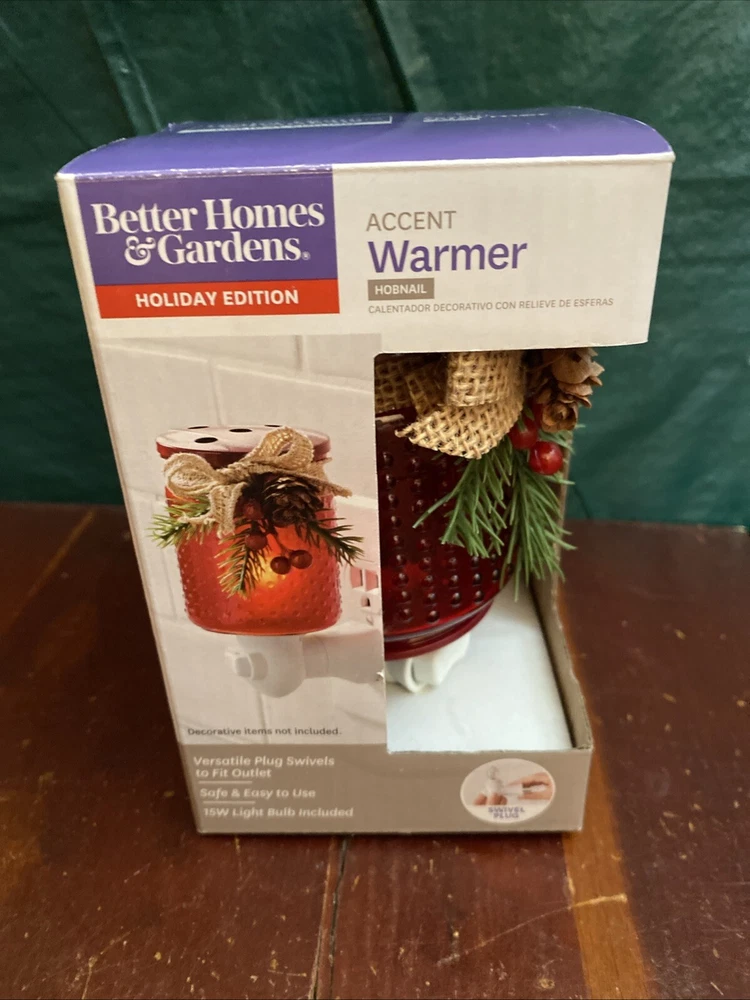 Better Homes
& Gardens®
HOLIDAY EDITION
ACCENT
Warmer
HOBNAIL
CALENTADOR DECORATIVO CON RELIEVE DE ESFERAS
Decorative items not included.
Versatile Plug Swivels
to Fit Outlet
Safe & Easy to Use
15W Light Bulb Included
SWIVEL
PLUG